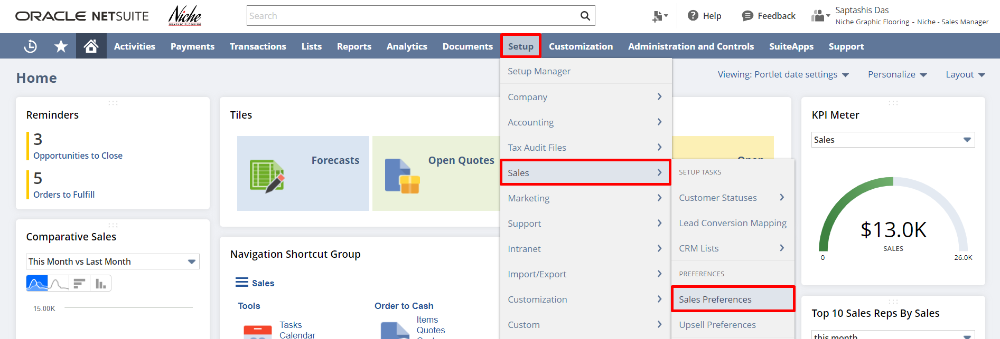 ORACLE NETSUITE
Niche
GRAPHIC FLOORING
Search
Help
Feedback
Saptashis Das
Niche Graphic Flooring - Niche - Sales Manager
Activities
Payments
Transactions
Lists
Reports
Analytics
Documents
Setup
Customization
Administration and Controls
SuiteApps
Support
Home
Viewing: Portlet date settings
Personalize
Layout
Reminders
3
Opportunities to Close
5
Orders to Fulfill
Comparative Sales
This Month vs Last Month
15.00K
Tiles
Forecasts
Open Quotes
Open
Navigation Shortcut Group
Sales
Tools
Tasks
Calendar
Order to Cash
Items
Quotes
Setup Manager
Company
Accounting
Tax Audit Files
Sales
Marketing
Support
Intranet
Import/Export
Customization
Custom
SETUP TASKS
Customer Statuses
Lead Conversion Mapping
CRM Lists
PREFERENCES
Sales Preferences
Upsell Preferences
KPI Meter
Sales
$13.0K
SALES
0
26.0K
Top 10 Sales Reps By Sales
this month